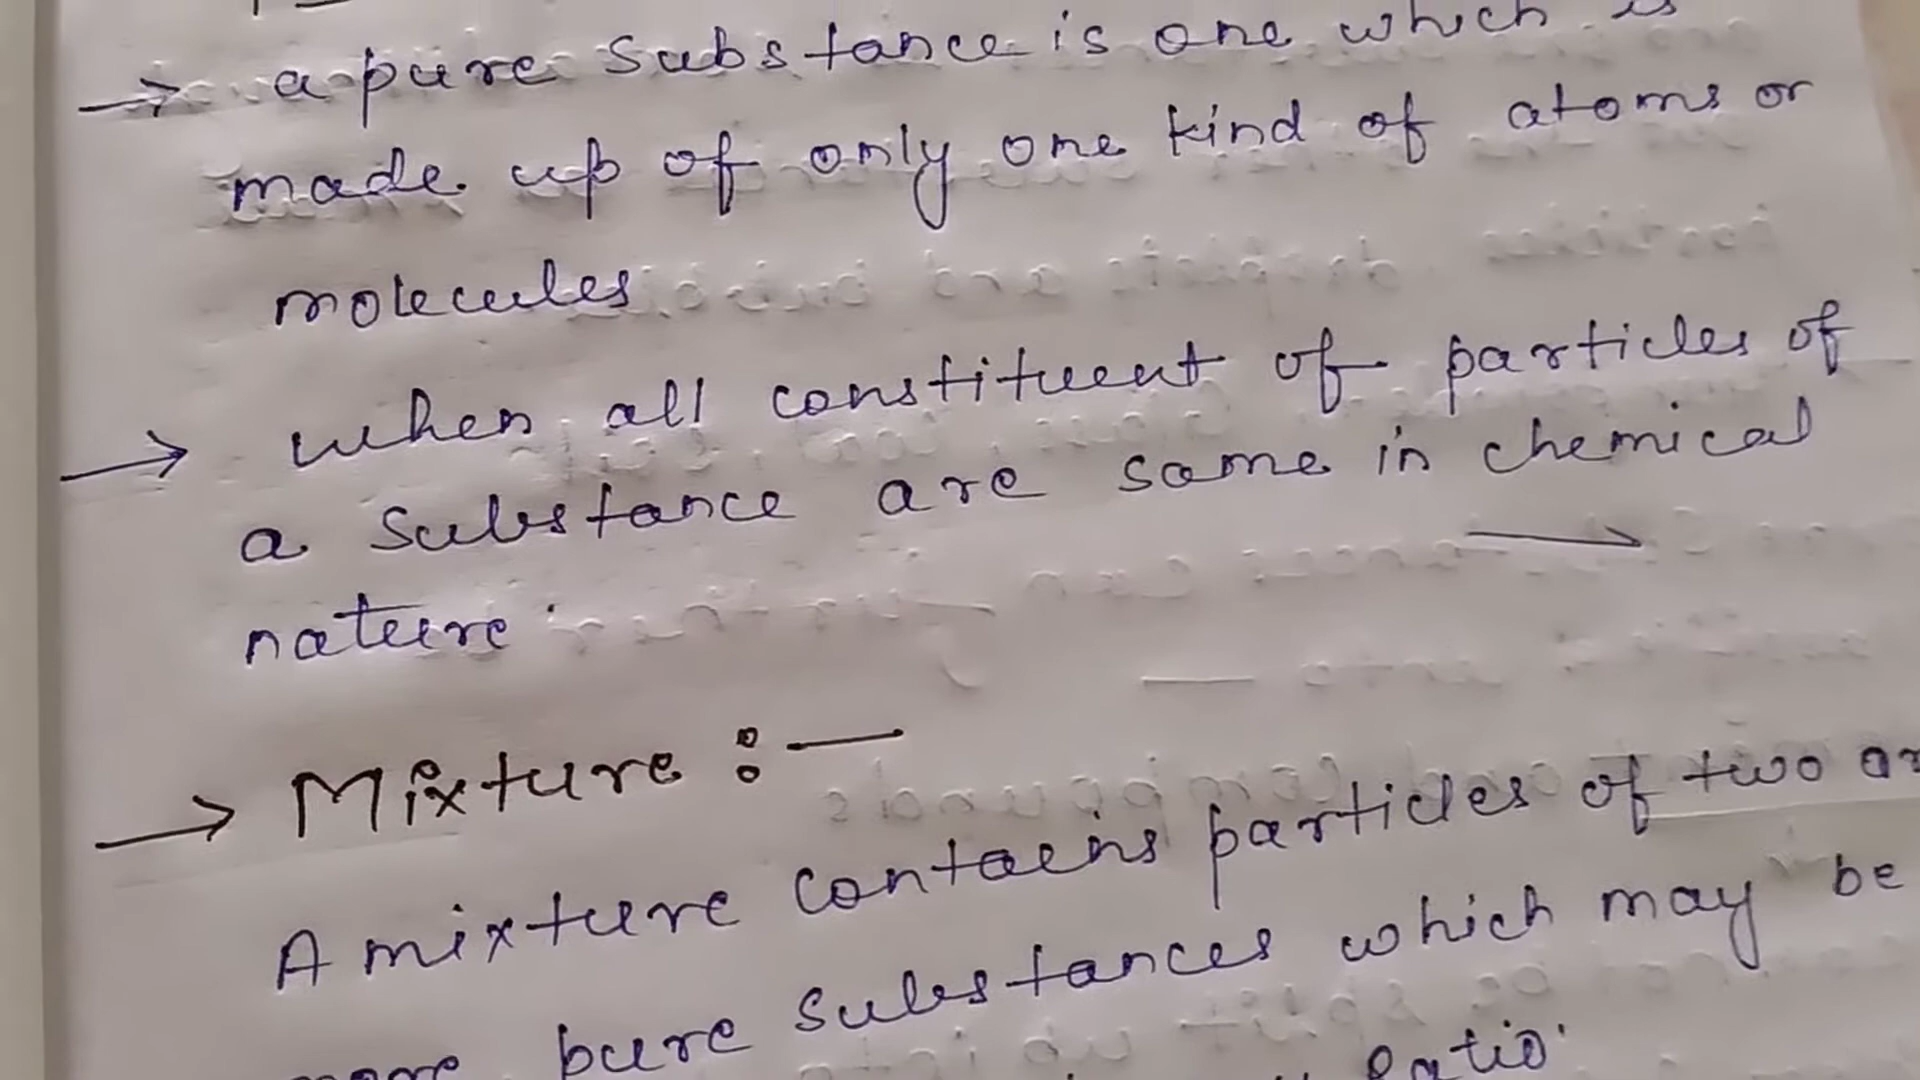 → a pure substance is one which is
made up of only one kind of atoms or
molecules
→ when all constituent of particles of
a substance are same in chemical
nature
→ Mixture :—
A mixture contains particles of two or
more pure substances which may be
ratio